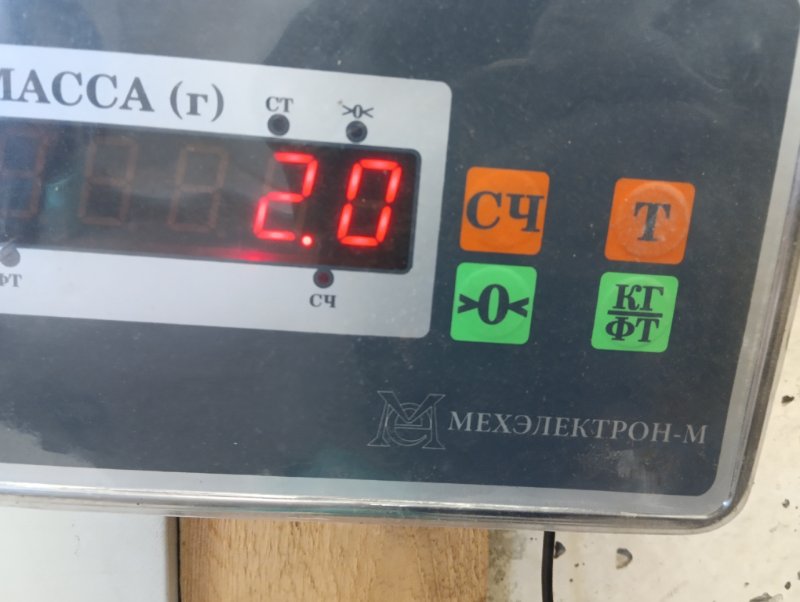 МАССА (г)
СТ
>0<
2.0
ФТ
СЧ
СЧ
Т
>0<
КГ
ФТ
МЕХЭЛЕКТРОН-М